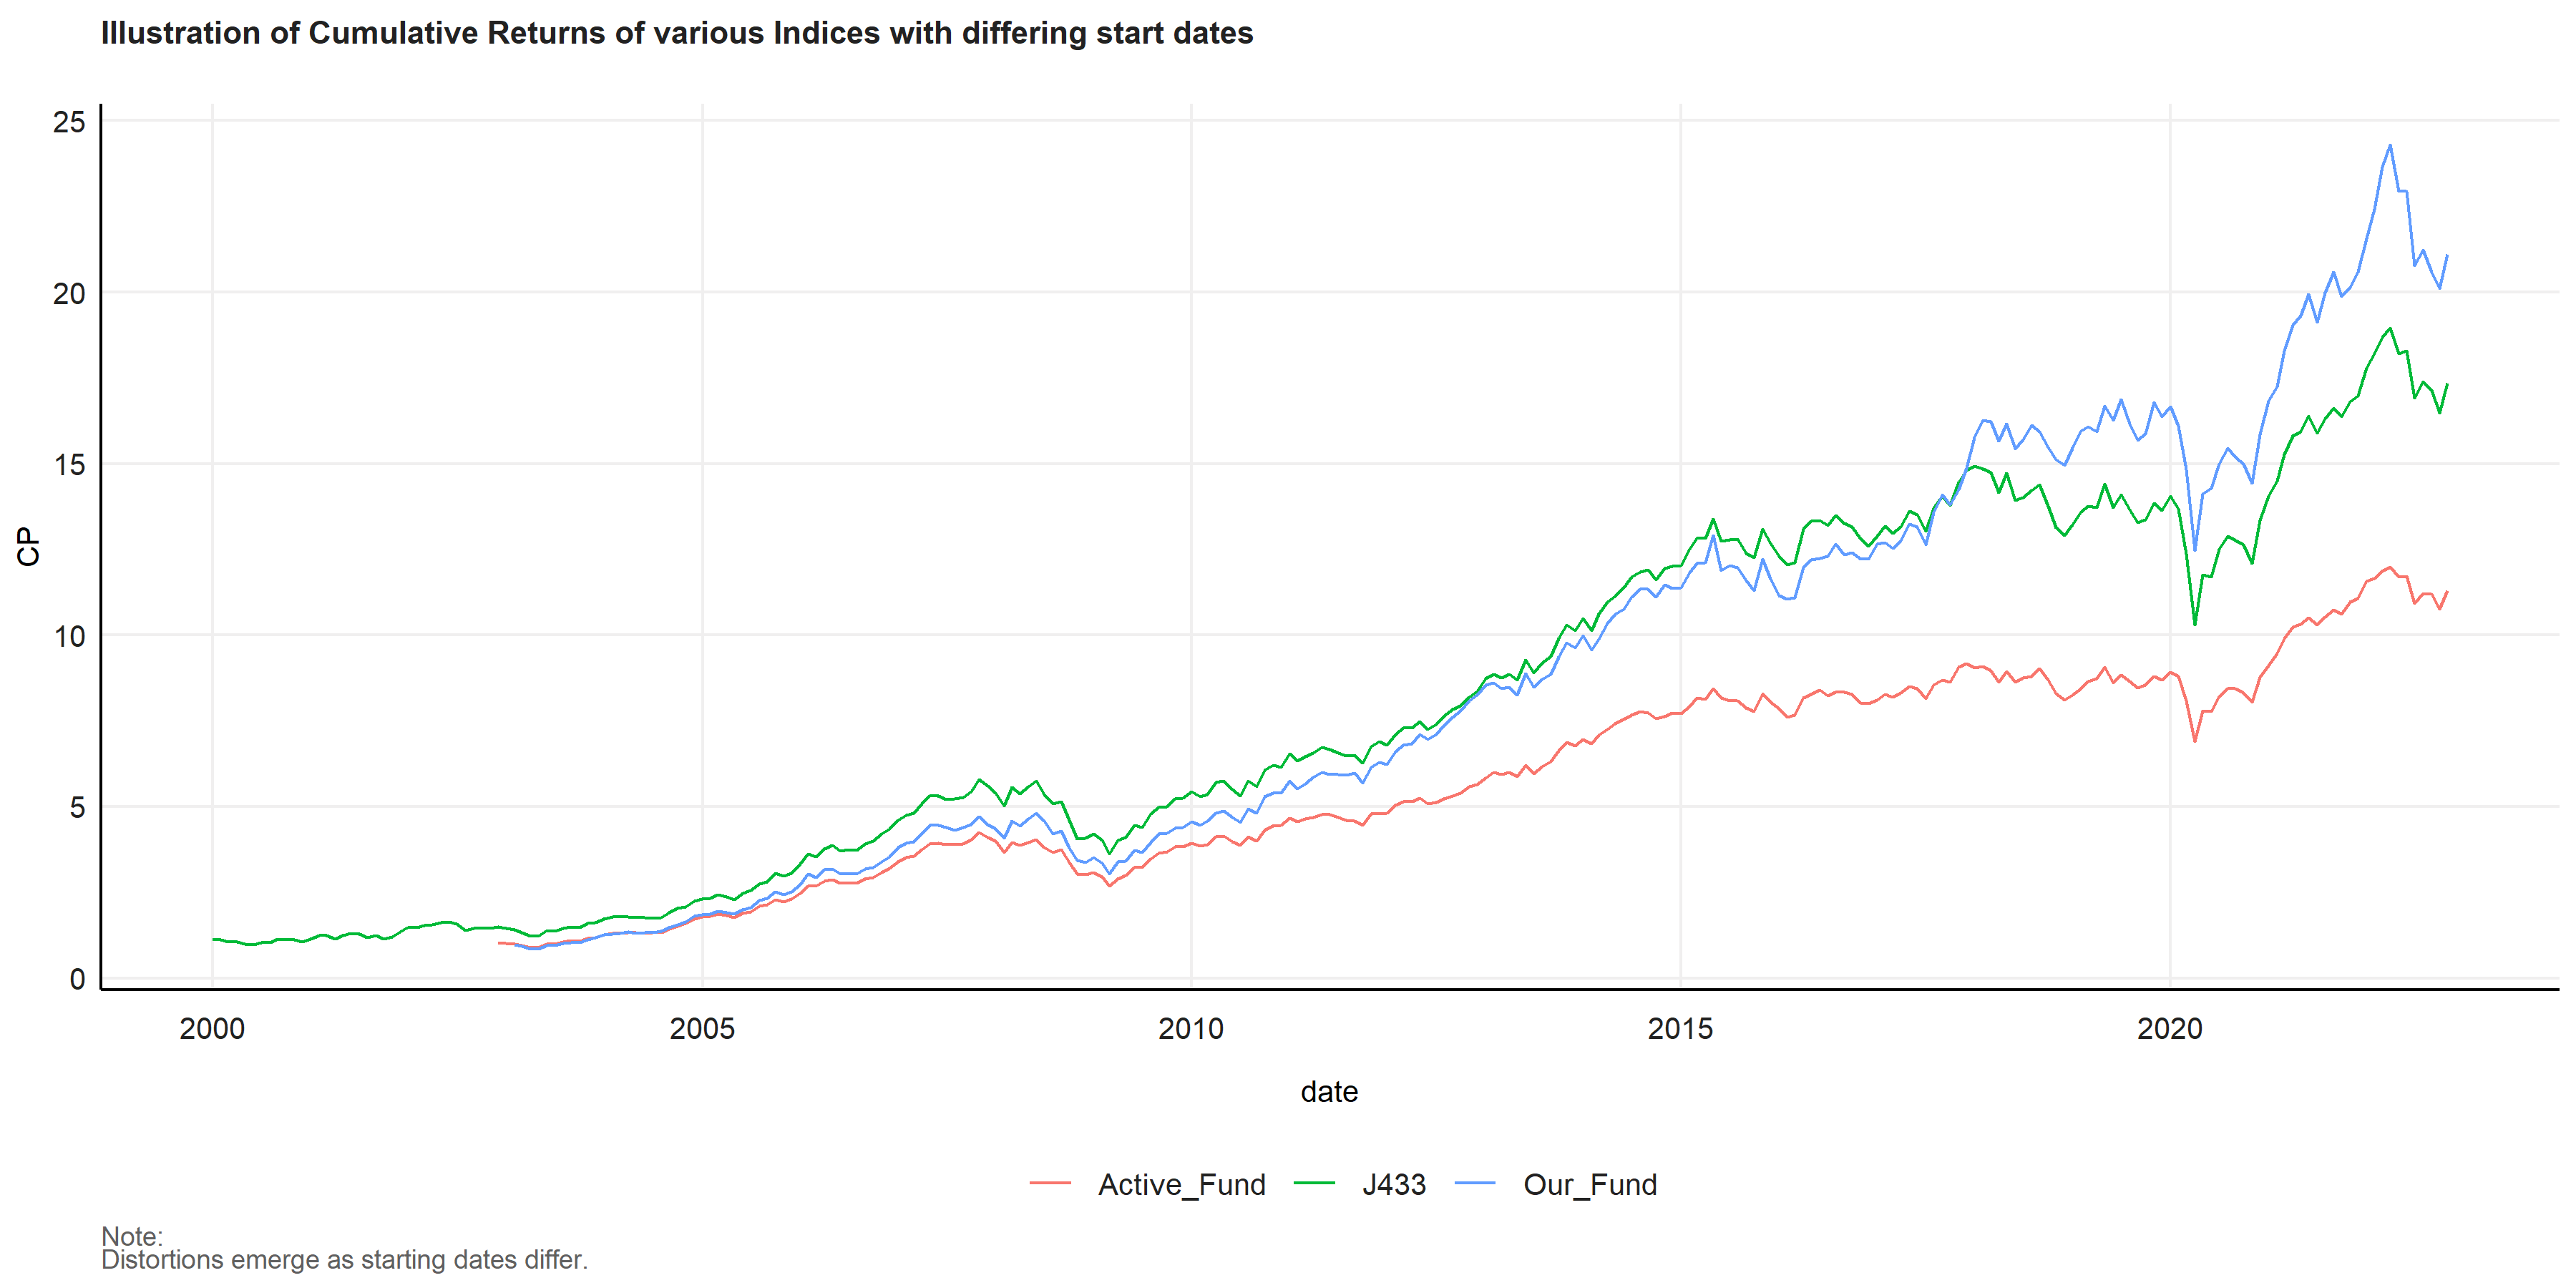 Illustration of Cumulative Returns of various Indices with differing start dates
25
20
15
10
5
0
CP
2000 2005 2010 2015 2020
date
Active_Fund J433 Our_Fund
Note:
Distortions emerge as starting dates differ.